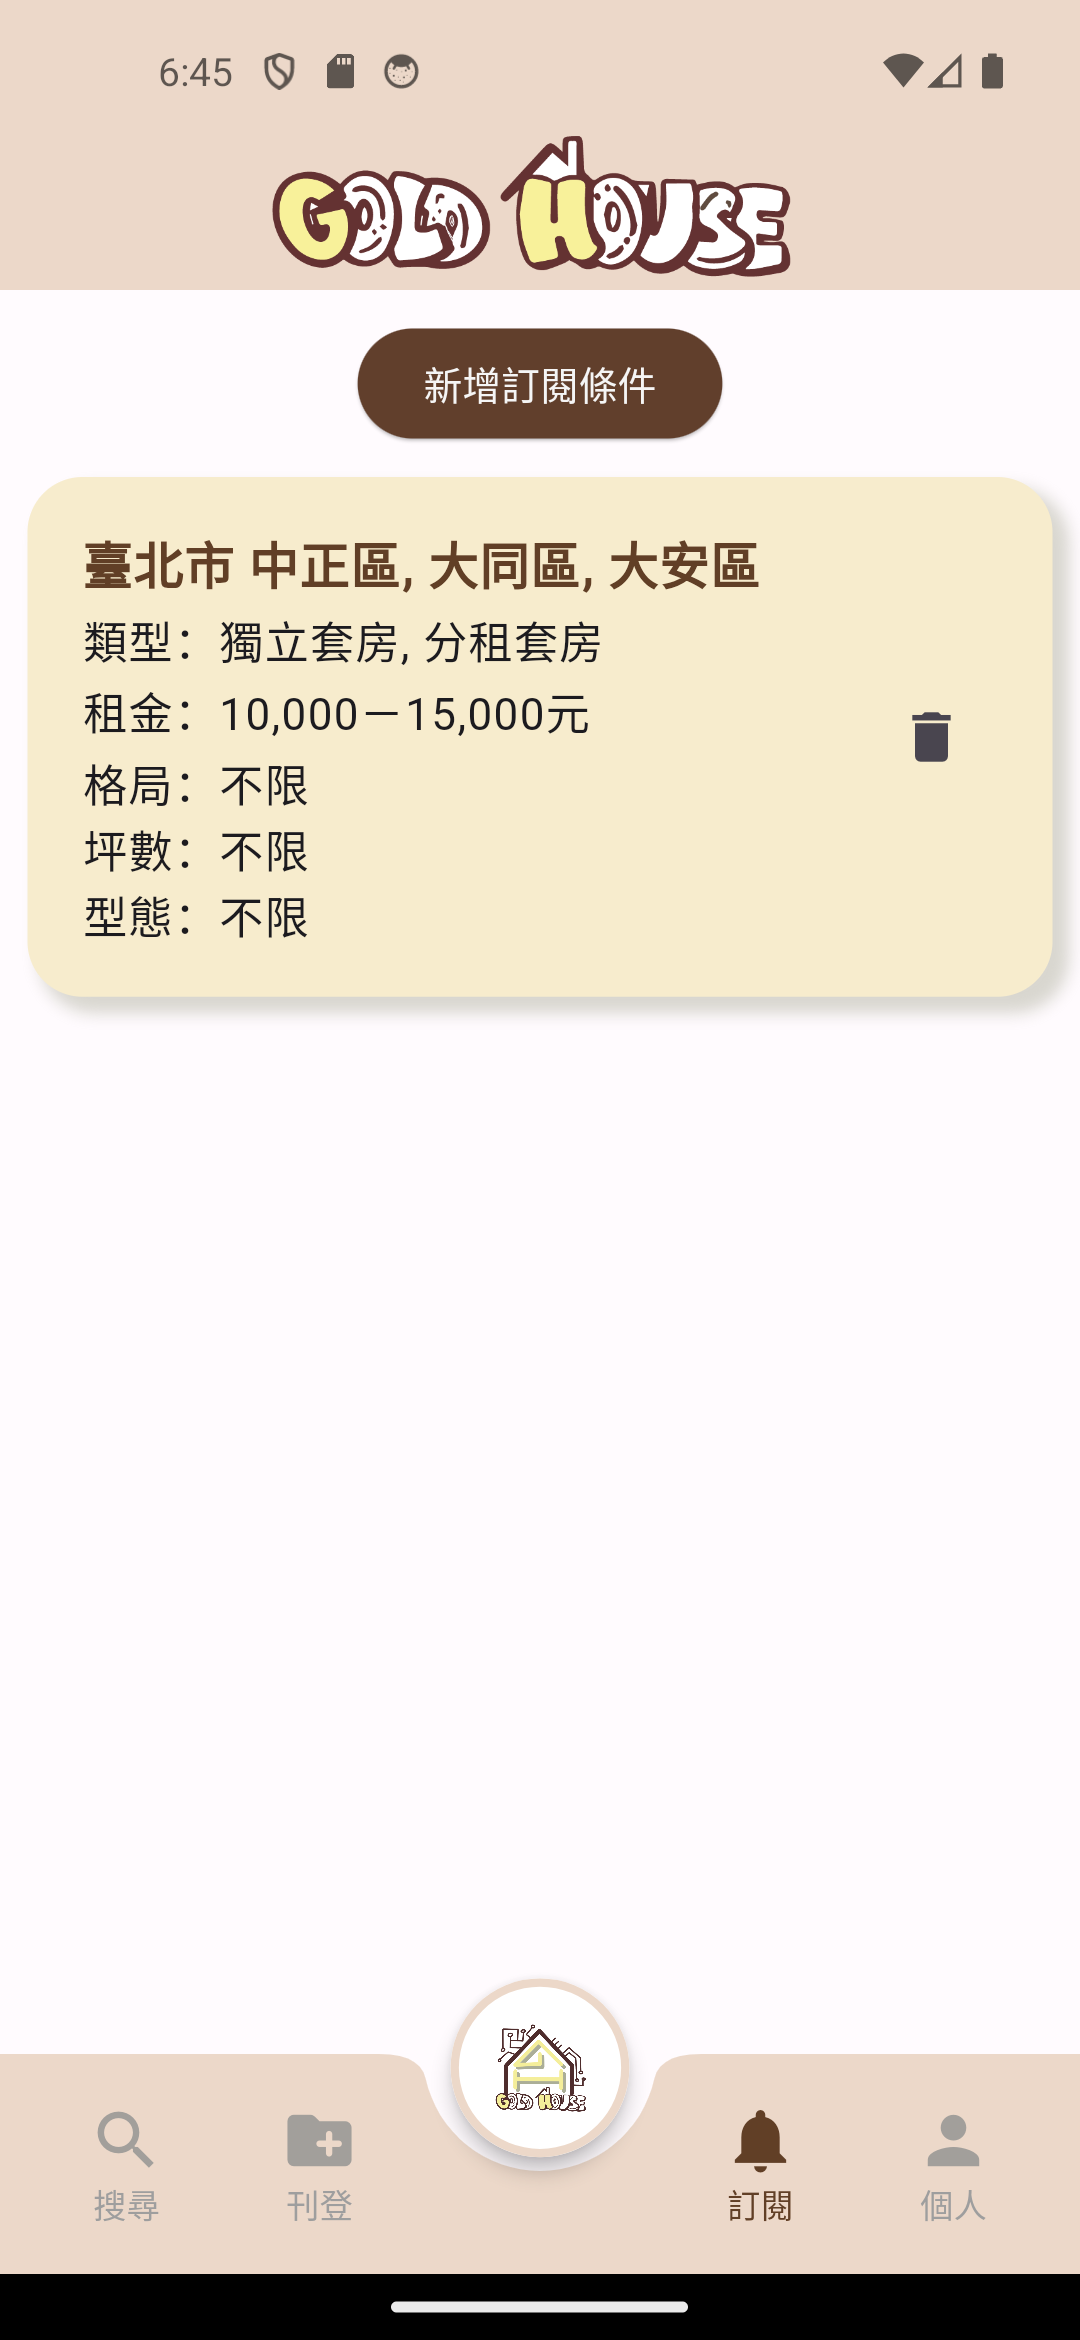 6:45
GOLD HOUSE
新增訂閱條件
臺北市 中正區, 大同區, 大安區
類型：獨立套房, 分租套房
租金：10,000－15,000元
格局：不限
坪數：不限
型態：不限
GOLD HOUSE
搜尋
刊登
訂閱
個人